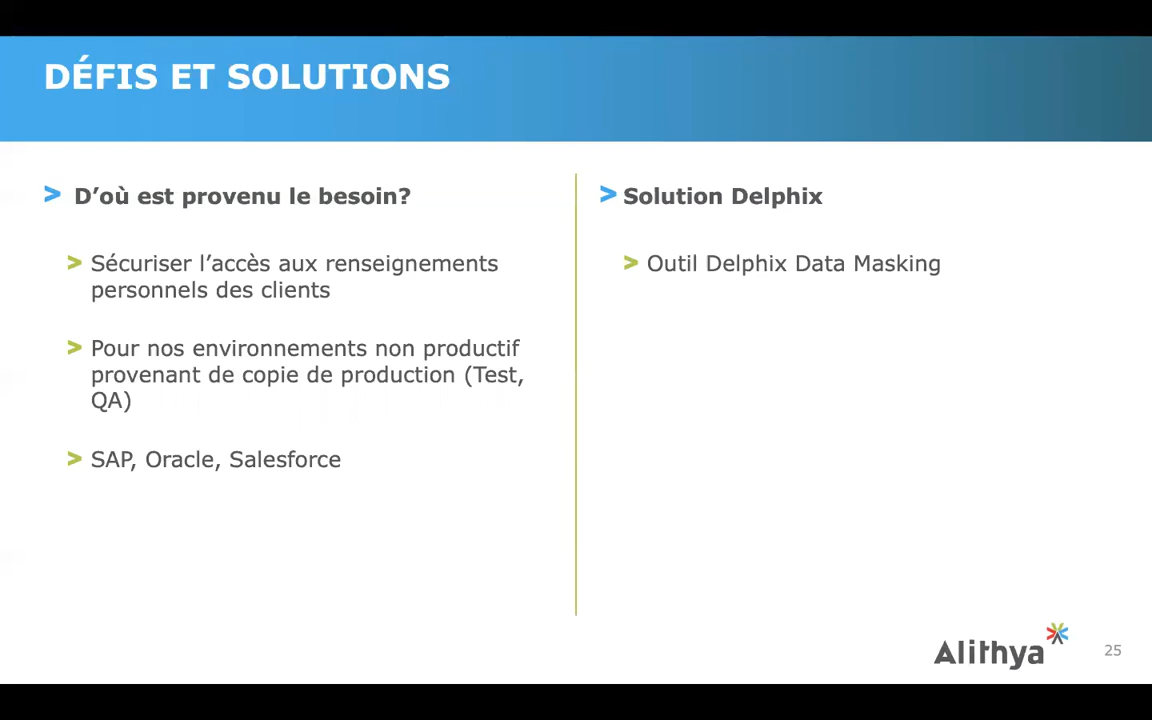 DÉFIS ET SOLUTIONS
> D’où est provenu le besoin?
> Sécuriser l’accès aux renseignements
personnels des clients
> Pour nos environnements non productif
provenant de copie de production (Test,
QA)
> SAP, Oracle, Salesforce
> Solution Delphix
> Outil Delphix Data Masking
Alithya
25